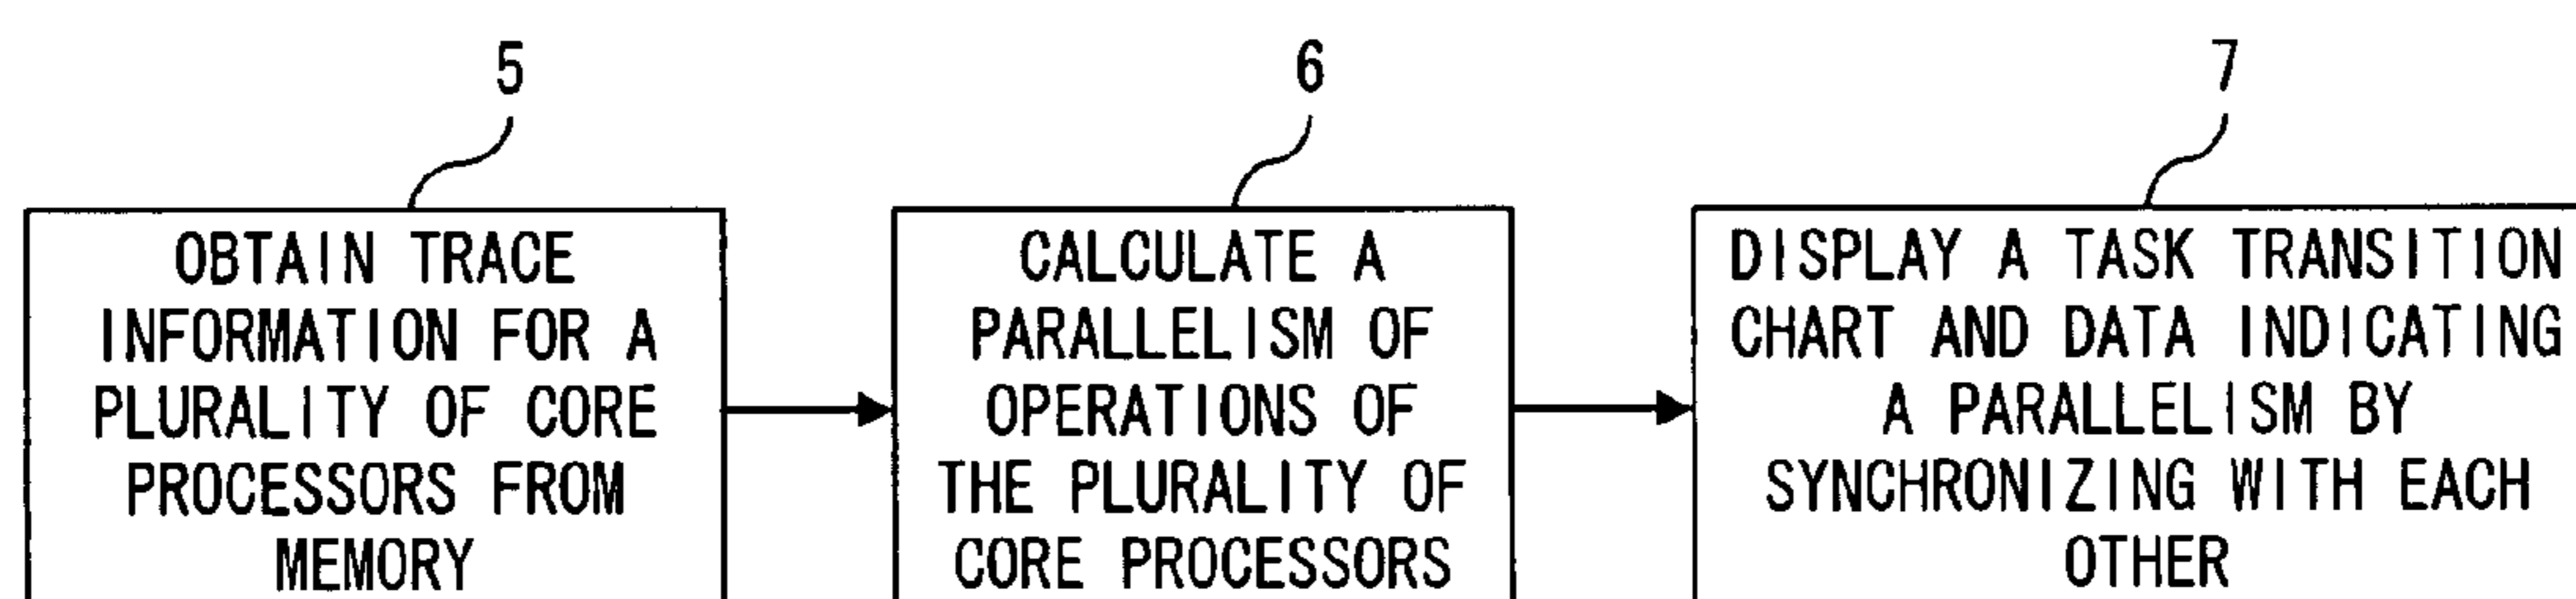 5
6
7
OBTAIN TRACE
INFORMATION FOR A
PLURALITY OF CORE
PROCESSORS FROM
MEMORY
CALCULATE A
PARALLELISM OF
OPERATIONS OF
THE PLURALITY OF
CORE PROCESSORS
DISPLAY A TASK TRANSITION
CHART AND DATA INDICATING
A PARALLELISM BY
SYNCHRONIZING WITH EACH
OTHER